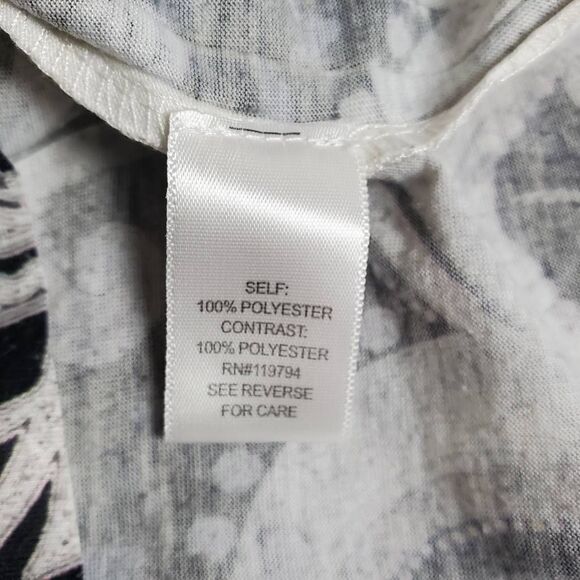 SELF:
100% POLYESTER
CONTRAST:
100% POLYESTER
RN#119794
SEE REVERSE
FOR CARE